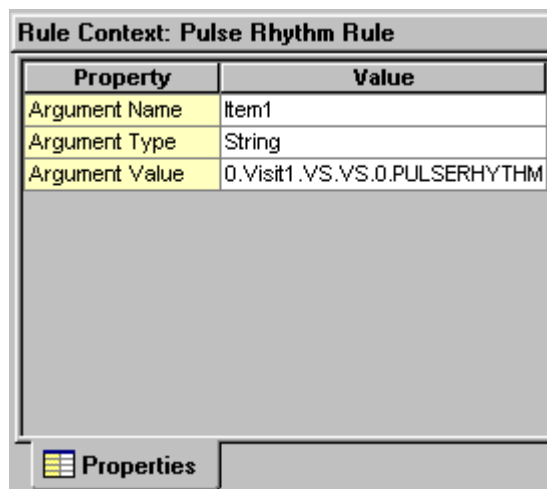 Rule Context: Pulse Rhythm Rule
Property Value
Argument Name Item1
Argument Type String
Argument Value 0.Visit1.VS.VS.0.PULSERHYTHM
Properties